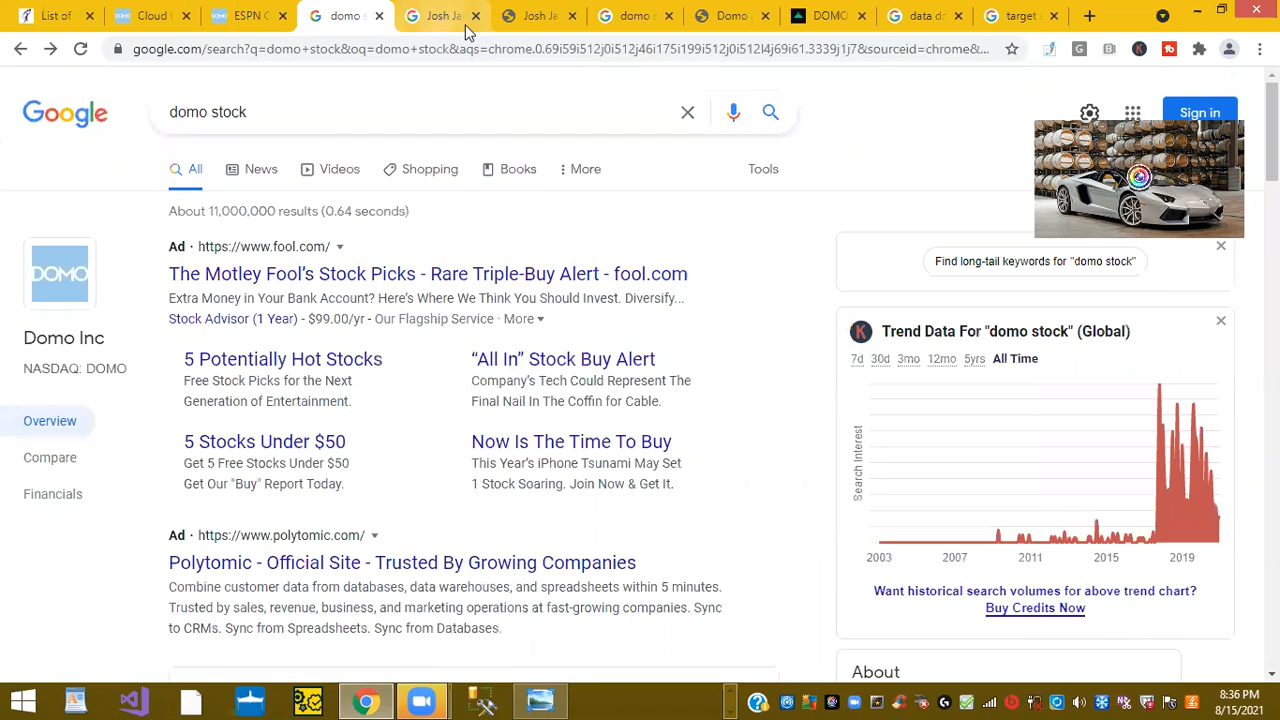 List of
Cloud
ESPN C
domo s
Josh Ja
Josh Ja
domo s
Domo
DOMO
data d
target
google.com/search?q=domo+stock&oq=domo+stock&aqs=chrome.0.69i59i512j0i512j46i175i199i512j0i512l4j69i61.3339j1j7&sourceid=chrome&...
Google
domo stock
Sign in
All
News
Videos
Shopping
Books
More
Tools
About 11,000,000 results (0.64 seconds)
DOMO
Domo Inc
NASDAQ: DOMO
Overview
Compare
Financials
Ad · https://www.fool.com/
The Motley Fool's Stock Picks - Rare Triple-Buy Alert - fool.com
Extra Money in Your Bank Account? Here's Where We Think You Should Invest. Diversify...
Stock Advisor (1 Year) - $99.00/yr - Our Flagship Service · More
5 Potentially Hot Stocks
Free Stock Picks for the Next
Generation of Entertainment.
“All In” Stock Buy Alert
Company's Tech Could Represent The
Final Nail In The Coffin for Cable.
5 Stocks Under $50
Get 5 Free Stocks Under $50
Get Our "Buy" Report Today.
Now Is The Time To Buy
This Year's iPhone Tsunami May Set
1 Stock Soaring. Join Now & Get It.
Ad · https://www.polytomic.com/
Polytomic - Official Site - Trusted By Growing Companies
Combine customer data from databases, data warehouses, and spreadsheets within 5 minutes.
Trusted by sales, revenue, business, and marketing operations at fast-growing companies. Sync
to CRMs. Sync from Spreadsheets. Sync from Databases.
Find long-tail keywords for "domo stock"
Trend Data For "domo stock" (Global)
7d 30d 3mo 12mo 5yrs All Time
Search Interest
2003 2007 2011 2015 2019
Want historical search volumes for above trend chart?
Buy Credits Now
About
8:36 PM
8/15/2021